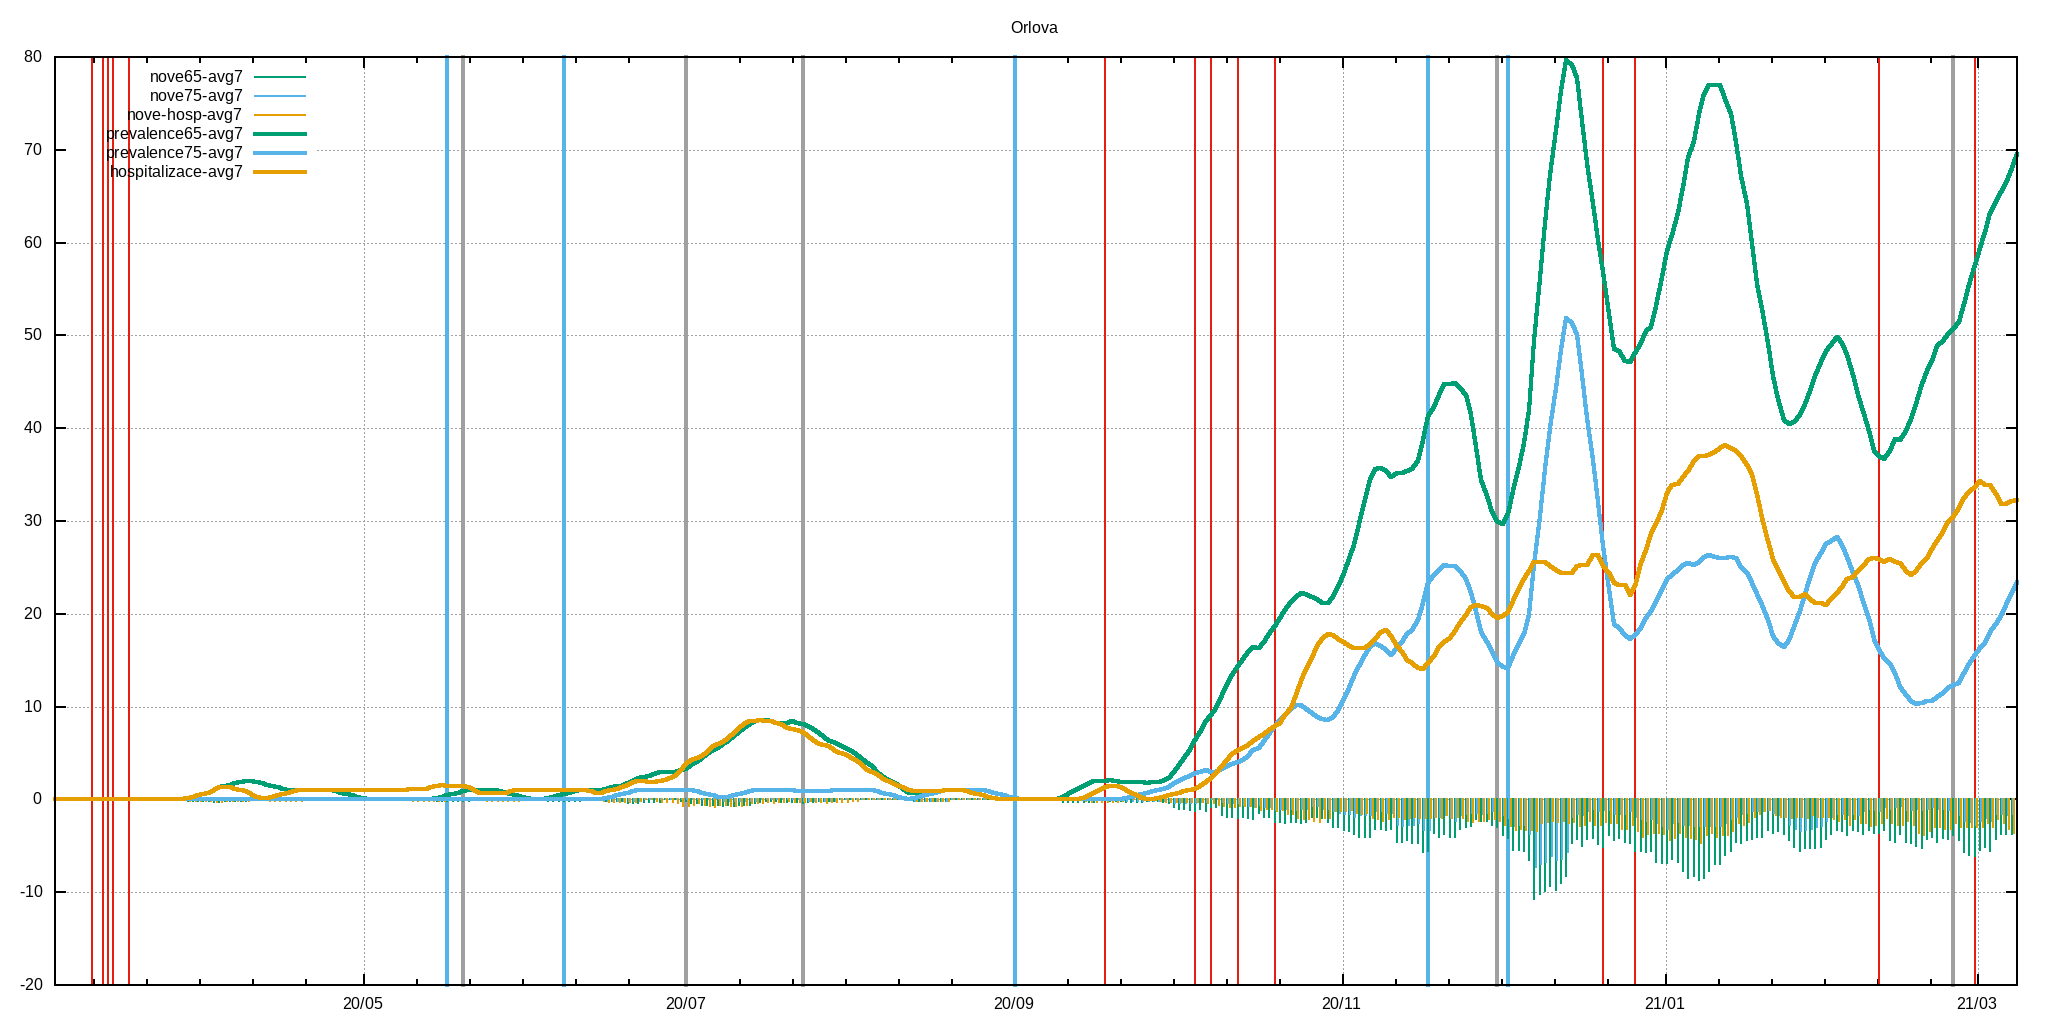 Orlova
nove65-avg7
nove75-avg7
nove-hosp-avg7
prevalence65-avg7
prevalence75-avg7
hospitalizace-avg7
80
70
60
50
40
30
20
10
0
-10
-20
20/05 20/07 20/09 20/11 21/01 21/03